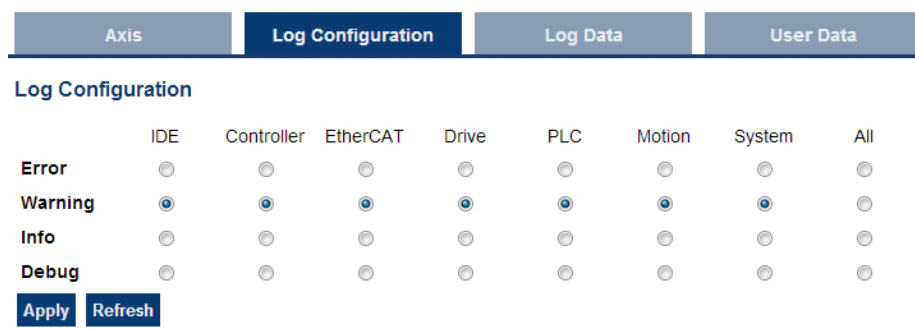 Axis Log Configuration Log Data User Data
Log Configuration
IDE Controller EtherCAT Drive PLC Motion System All
Error
Warning
Info
Debug
Apply Refresh